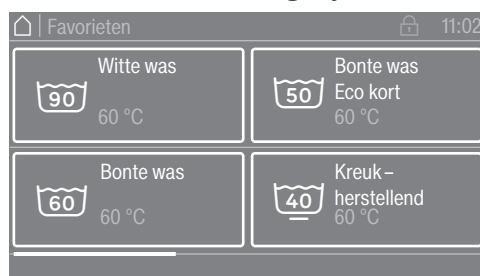 Favorieten 11:02
Witte was
90
60 °C
Bonte was
50 Eco kort
60 °C
Bonte was
60
60 °C
Kreuk–
40 herstellend
60 °C